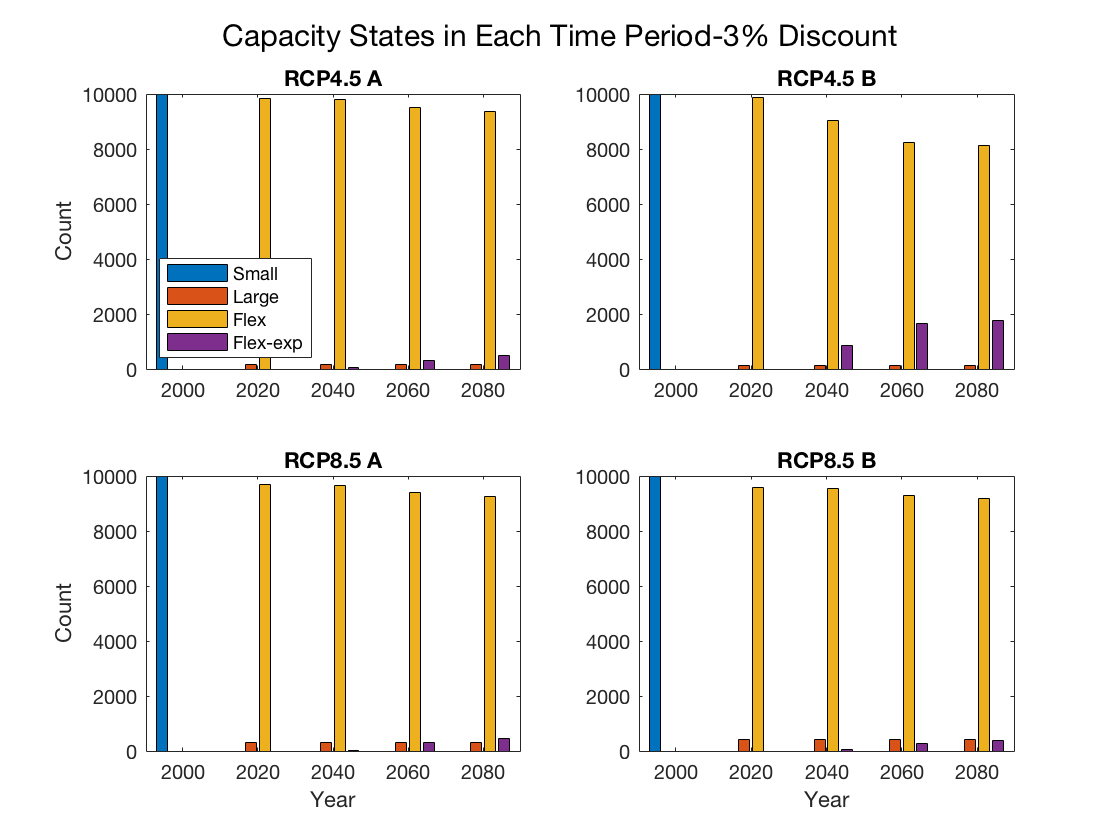 Capacity States in Each Time Period-3% Discount
RCP4.5 A
10000
8000
6000
4000
2000
0
Count
Small
Large
Flex
Flex-exp
2000 2020 2040 2060 2080
RCP4.5 B
10000
8000
6000
4000
2000
0
2000 2020 2040 2060 2080
RCP8.5 A
10000
8000
6000
4000
2000
0
Count
2000 2020 2040 2060 2080
Year
RCP8.5 B
10000
8000
6000
4000
2000
0
2000 2020 2040 2060 2080
Year